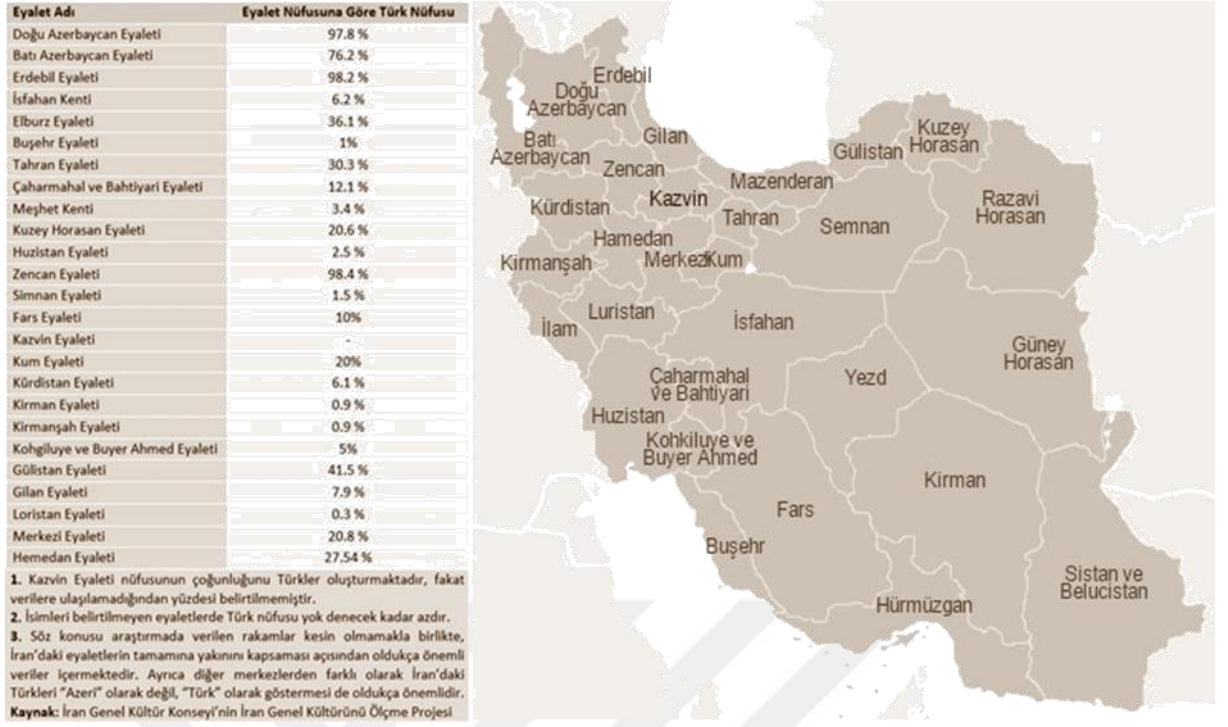 Eyalet Adı Eyalet Nüfusuna Göre Türk Nüfusu
Doğu Azerbaycan Eyaleti 97.8 %
Batı Azerbaycan Eyaleti 76.2 %
Erdebil Eyaleti 98.2 %
İsfahan Kenti 6.2 %
Elburz Eyaleti 36.1 %
Buşehr Eyaleti 1%
Tahran Eyaleti 30.3 %
Çaharmahal ve Bahtiyari Eyaleti 12.1 %
Meşhet Kenti 3.4 %
Kuzey Horasan Eyaleti 20.6 %
Huzistan Eyaleti 2.5 %
Zencan Eyaleti 98.4 %
Simnan Eyaleti 1.5 %
Fars Eyaleti 10%
Kazvin Eyaleti -
Kum Eyaleti 20%
Kürdistan Eyaleti 6.1 %
Kirman Eyaleti 0.9 %
Kirmanşah Eyaleti 0.9 %
Kohgiluye ve Buyer Ahmed Eyaleti 5%
Gülistan Eyaleti 41.5 %
Gilan Eyaleti 7.9 %
Loristan Eyaleti 0.3 %
Merkezi Eyaleti 20.8 %
Hemedan Eyaleti 27.54 %
1. Kazvin Eyaleti nüfusunun çoğunluğunu Türkler oluşturmaktadır, fakat
verilere ulaşılamadığından yüzdesi belirtilmemiştir.
2. İsimleri belirtilmeyen eyaletlerde Türk nüfusu yok denecek kadar azdır.
3. Söz konusu araştırmada verilen rakamlar kesin olmamakla birlikte,
İran'daki eyaletlerin tamamına yakınını kapsaması açısından oldukça önemli
veriler içermektedir. Ayrıca diğer merkezlerden farklı olarak İran'daki
Türkleri "Azeri" olarak değil, "Türk" olarak göstermesi de oldukça önemlidir.
Kaynak: İran Genel Kültür Konseyi'nin İran Genel Kültürünü Ölçme Projesi
Erdebil
Doğu
Azerbaycan
Batı
Azerbaycan
Gilan
Zencan
Kürdistan
Kazvin
Mazenderan
Tahran
Gülistan
Kuzey
Horasan
Razavi
Horasan
Semnan
Hamedan
Kirmanşah
Merkezi
Kum
Luristan
İlam
İsfahan
Güney
Horasan
Çaharmahal
ve Bahtiyari
Yezd
Huzistan
Kohkiluye ve
Buyer Ahmed
Kirman
Fars
Buşehr
Sistan ve
Belucistan
Hürmüzgan